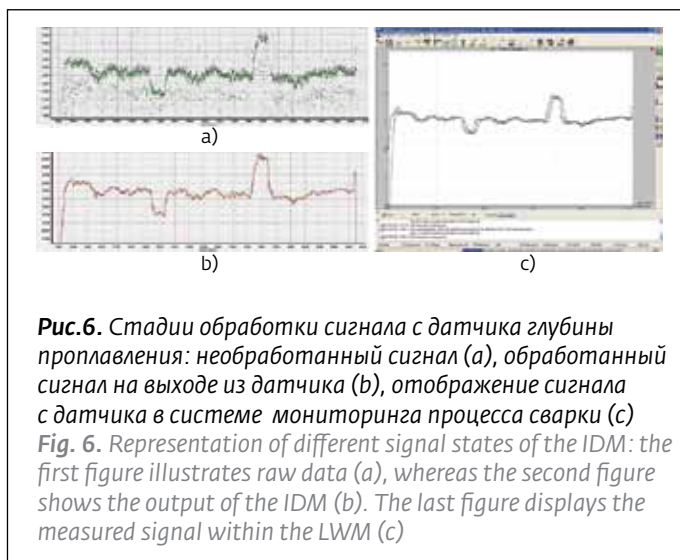 a)
b)
c)
Рис.6. Стадии обработки сигнала с датчика глубины
проплавления: необработанный сигнал (a), обработанный
сигнал на выходе из датчика (b), отображение сигнала
с датчика в системе мониторинга процесса сварки (c)
Fig. 6. Representation of different signal states of the IDM: the
first figure illustrates raw data (a), whereas the second figure
shows the output of the IDM (b). The last figure displays the
measured signal within the LWM (c)